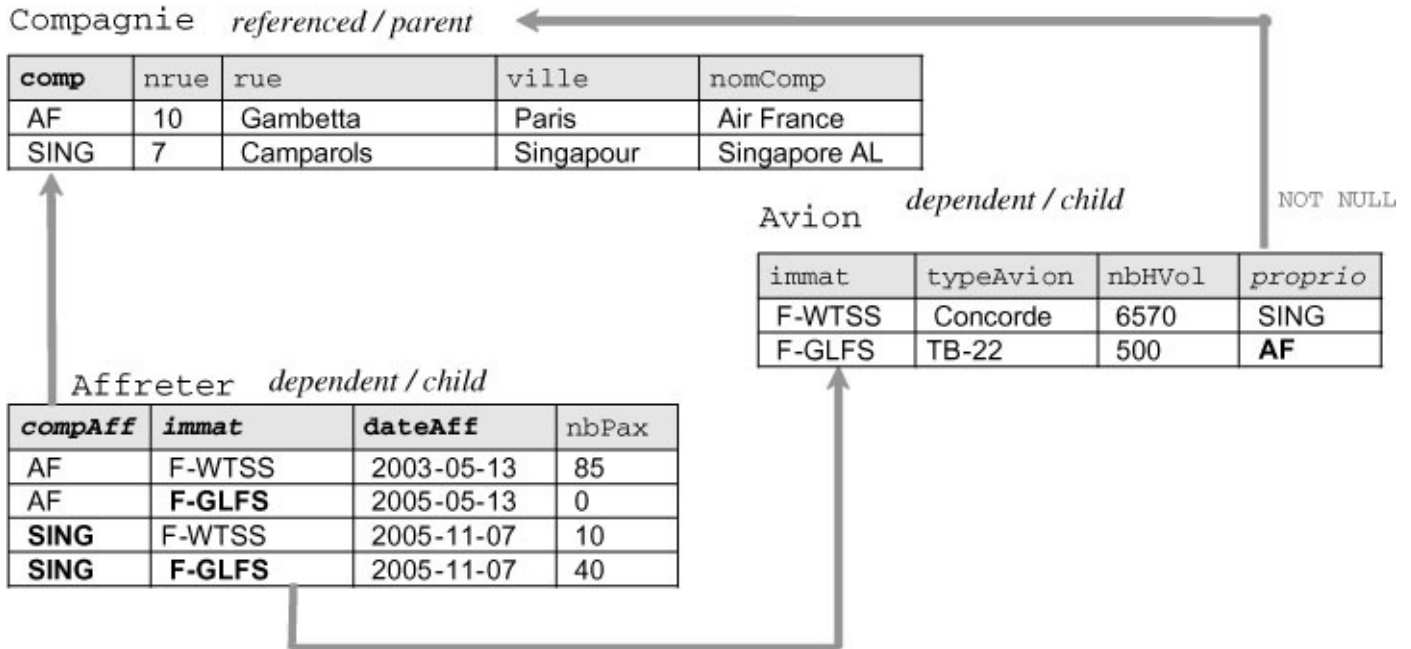 Compagnie referenced / parent
comp nrue rue ville nomComp
AF 10 Gambetta Paris Air France
SING 7 Camparols Singapour Singapore AL
Avion dependent / child NOT NULL
immat typeAvion nbHVol proprio
F-WTSS Concorde 6570 SING
F-GLFS TB-22 500 AF
Affreter dependent / child
compAff immat dateAff nbPax
AF F-WTSS 2003-05-13 85
AF F-GLFS 2005-05-13 0
SING F-WTSS 2005-11-07 10
SING F-GLFS 2005-11-07 40